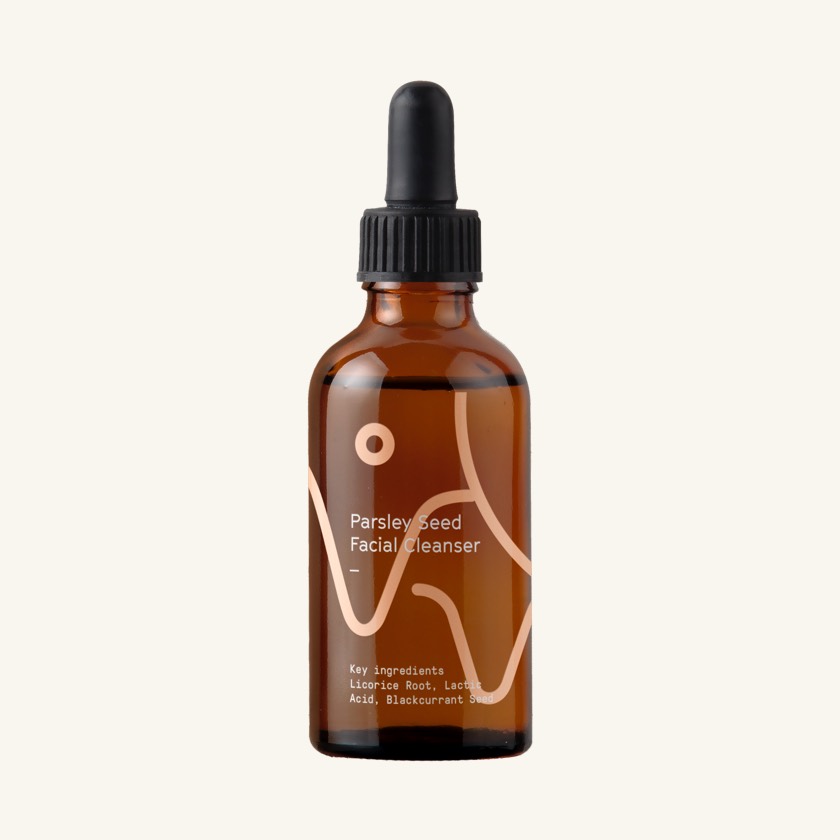 Parsley Seed
Facial Cleanser
–
Key ingredients
Licorice Root, Lactic
Acid, Blackcurrant Seed